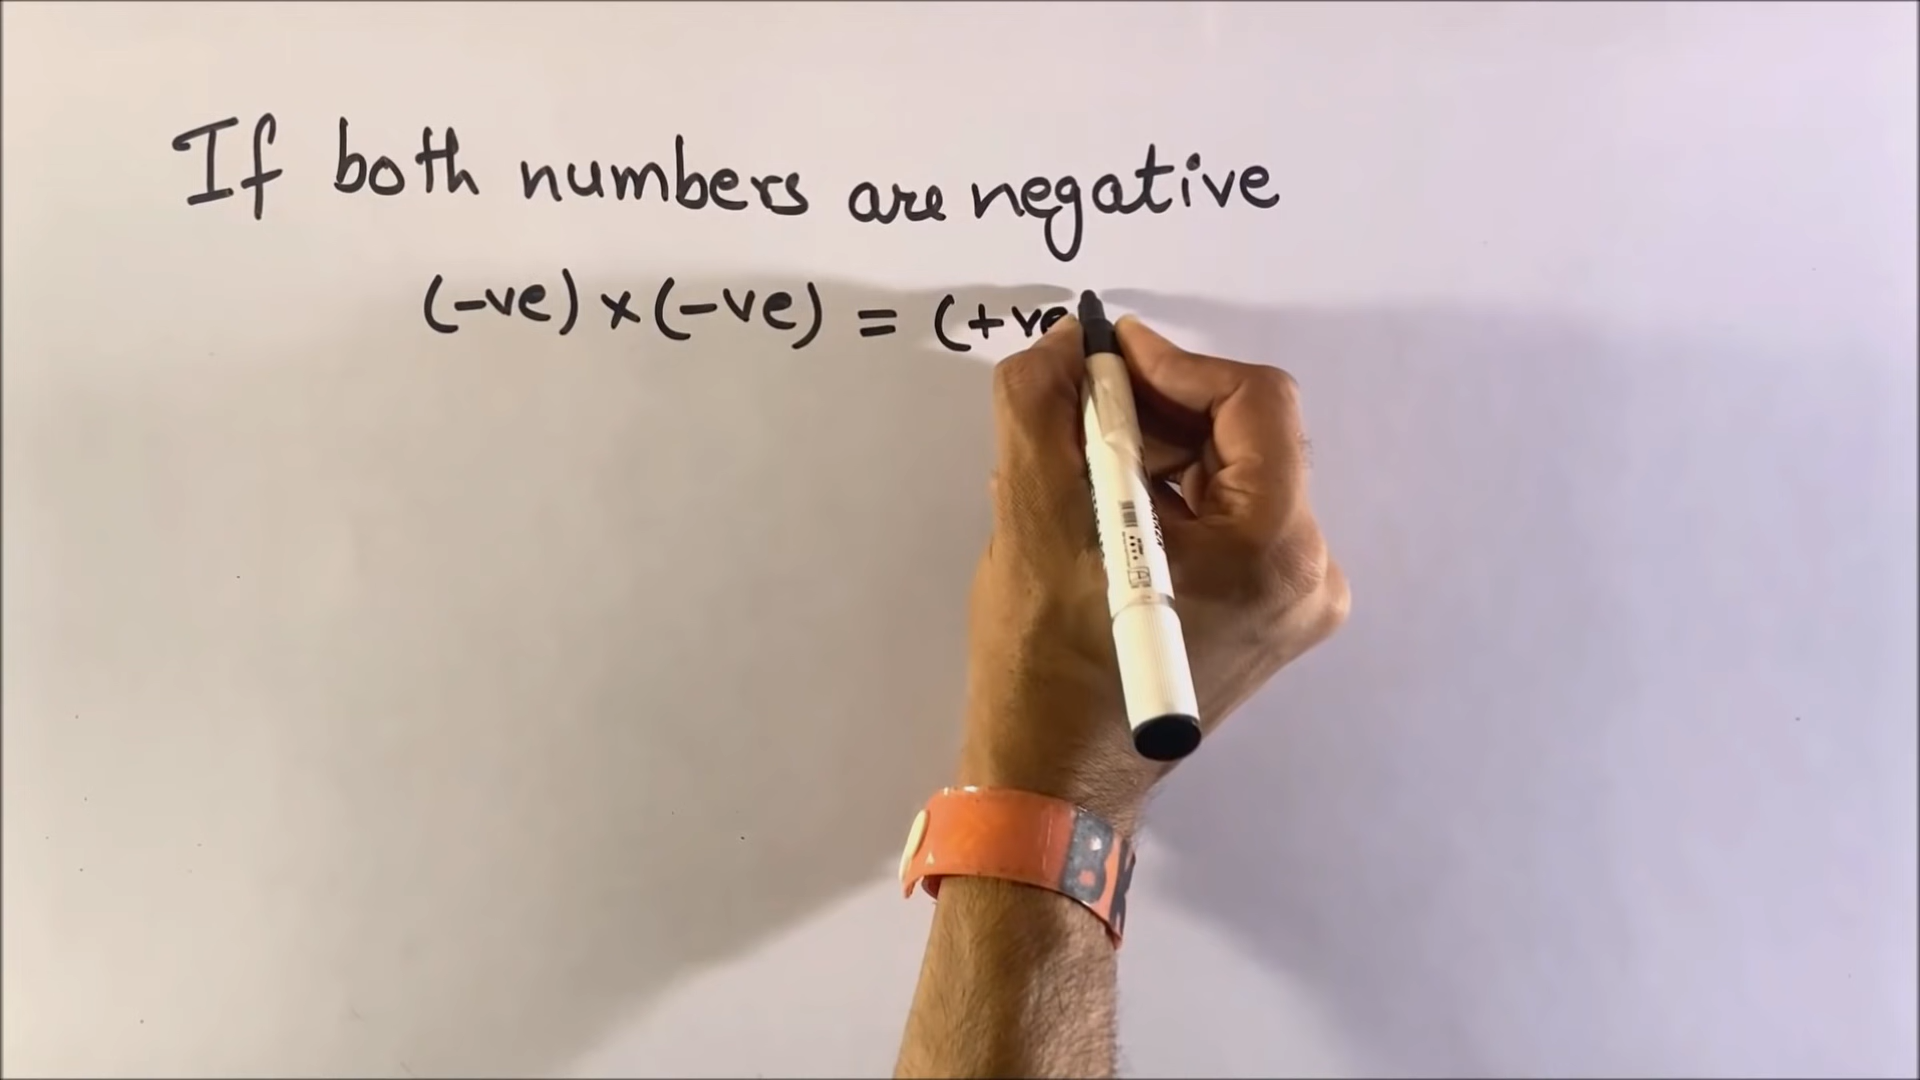 If both numbers are negative
(-ve) × (-ve) = (+ve